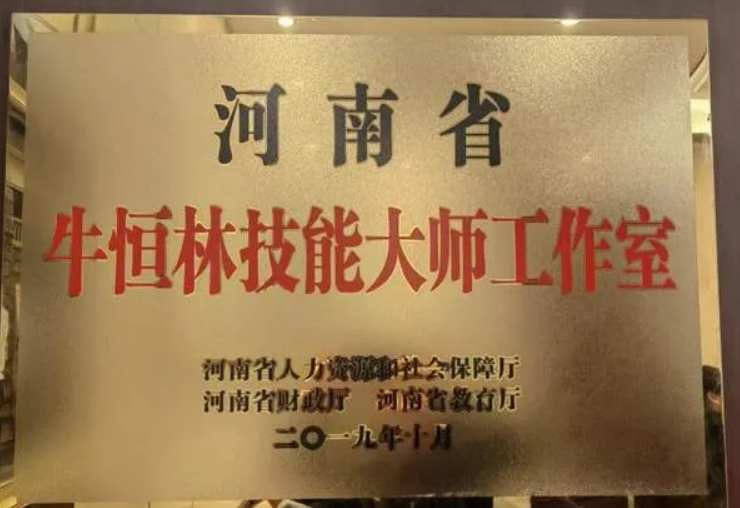 河南省
牛恒林技能大师工作室
河南省人力资源和社会保障厅
河南省财政厅 河南省教育厅
二〇一九年十月